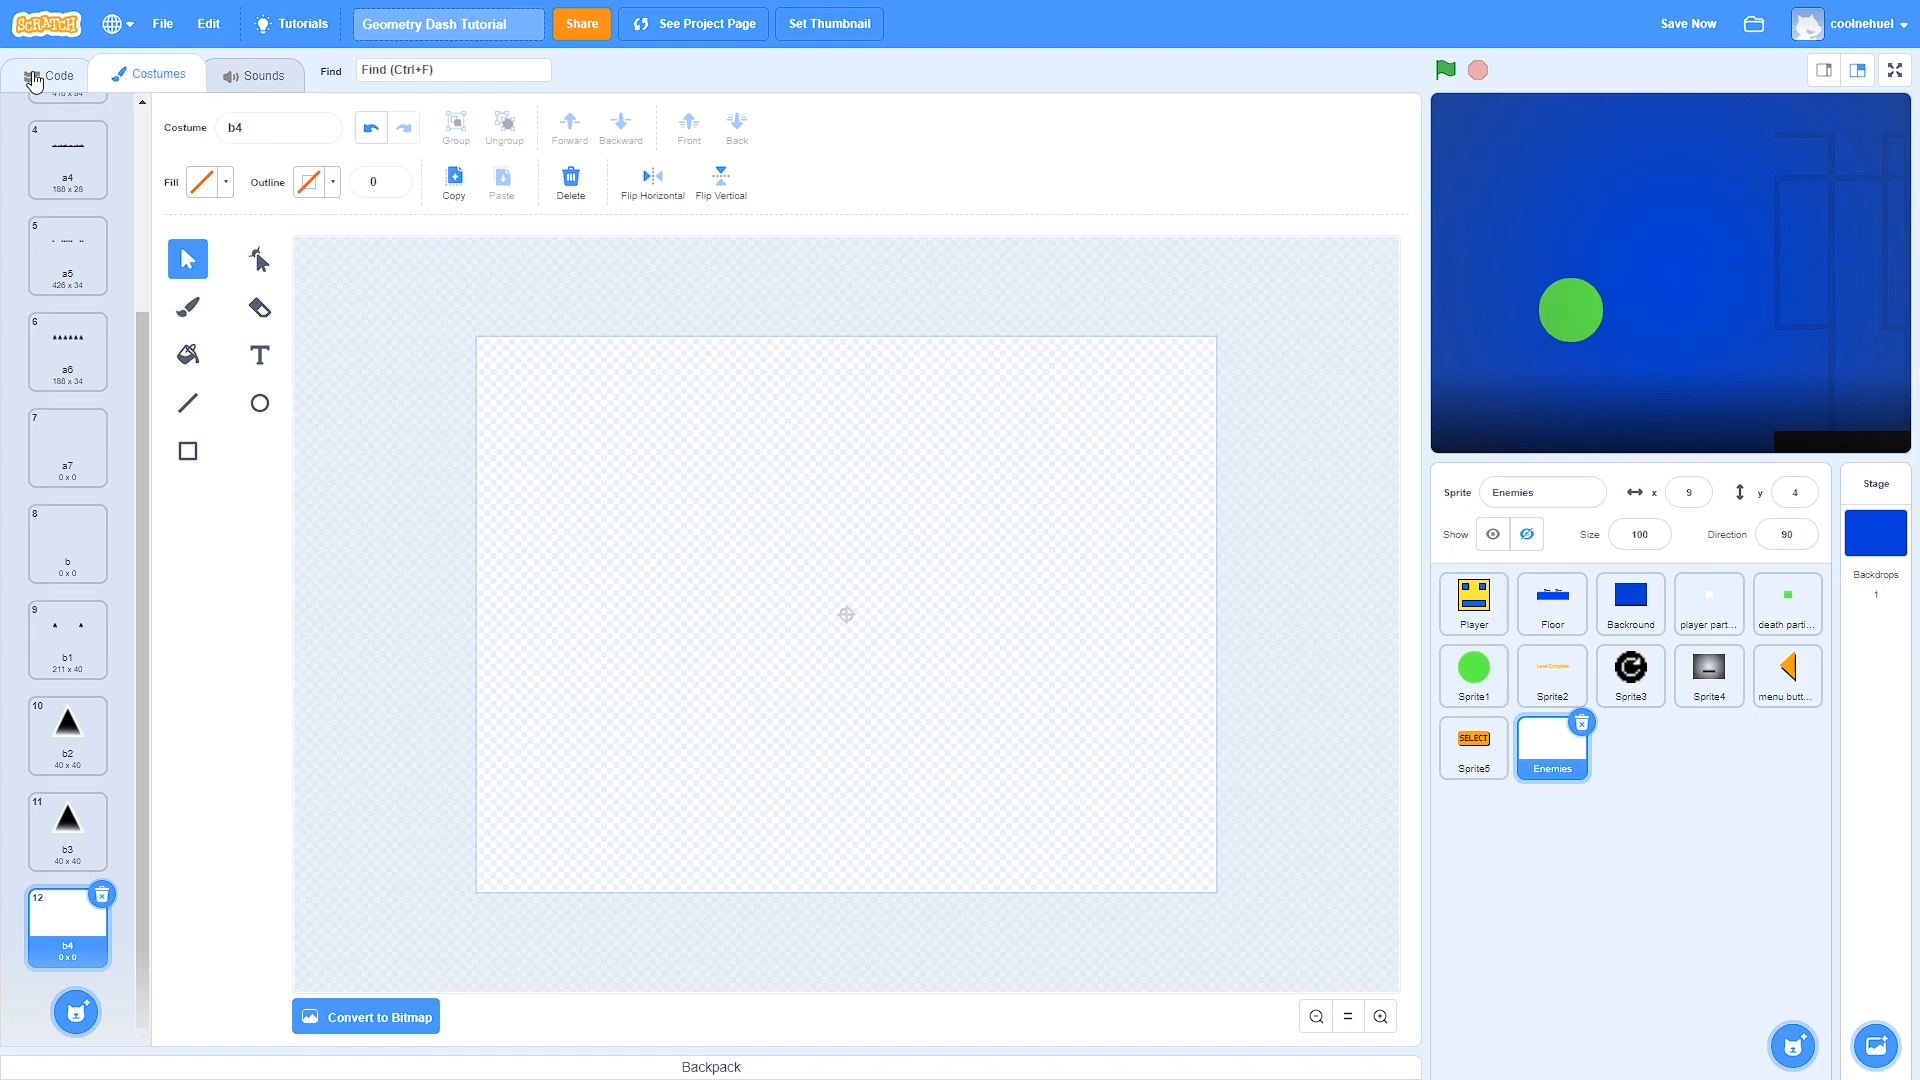 SCRATCH
File
Edit
Tutorials
Geometry Dash Tutorial
Share
See Project Page
Set Thumbnail
Save Now
coolnehuel
Code
Costumes
Sounds
Find
Find (Ctrl+F)
4
a4
188 x 28
5
a5
426 x 34
6
a6
188 x 34
7
a7
0 x 0
8
b
0 x 0
9
b1
211 x 40
10
b2
40 x 40
11
b3
40 x 40
12
b4
0 x 0
Costume
b4
Group
Ungroup
Forward
Backward
Front
Back
Fill
Outline
0
Copy
Paste
Delete
Flip Horizontal
Flip Vertical
T
Convert to Bitmap
Backpack
Sprite
Enemies
x
9
y
4
Show
Size
100
Direction
90
Player
Floor
Backround
player part...
death parti...
Sprite1
Sprite2
Sprite3
Sprite4
menu butt...
SELECT
Sprite5
Enemies
Stage
Backdrops
1